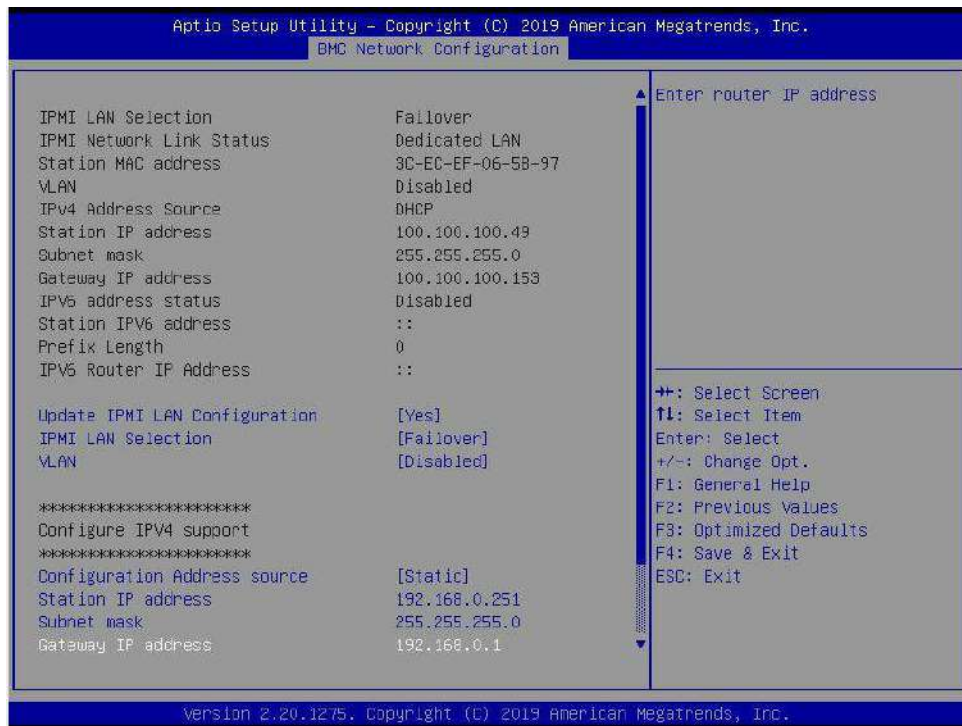 Aptio Setup Utility – Copyright (C) 2019 American Megatrends, Inc.
BMC Network Configuration
IPMI LAN Selection Failover
IPMI Network Link Status Dedicated LAN
Station MAC address 3C-EC-EF-06-5B-97
VLAN Disabled
IPv4 Address Source DHCP
Station IP address 100.100.100.49
Subnet mask 255.255.255.0
Gateway IP address 100.100.100.153
IPV6 address status Disabled
Station IPV6 address ::
Prefix Length 0
IPV6 Router IP Address ::
Update IPMI LAN Configuration [Yes]
IPMI LAN Selection [Failover]
VLAN [Disabled]
**********************
Configure IPV4 support
**********************
Configuration Address source [Static]
Station IP address 192.168.0.251
Subnet mask 255.255.255.0
Gateway IP address 192.168.0.1
Enter router IP address
→←: Select Screen
↑↓: Select Item
Enter: Select
+/-: Change Opt.
F1: General Help
F2: Previous Values
F3: Optimized Defaults
F4: Save & Exit
ESC: Exit
Version 2.20.1275. Copyright (C) 2019 American Megatrends, Inc.